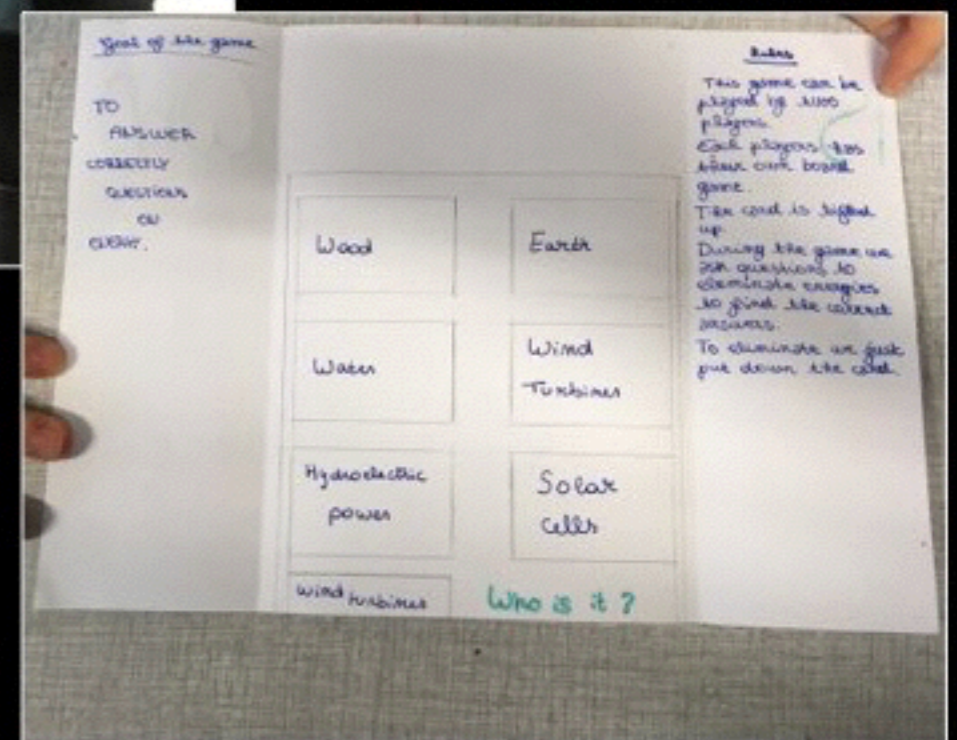 Goal of the game
TO
ANSWER
CORRECTLY
QUESTIONS
ON
ENERGY.
Wood
Earth
Water
Wind
Turbines
Hydroelectric
power
Solar
cells
wind turbines
Who is it ?
Rules
This game can be
played by two
players.
Each players has
their own board
game.
The card is lifted
up.
During the game we
ask questions to
eleminate energies
to find the correct
answers.
To eluminate we just
put down the card.